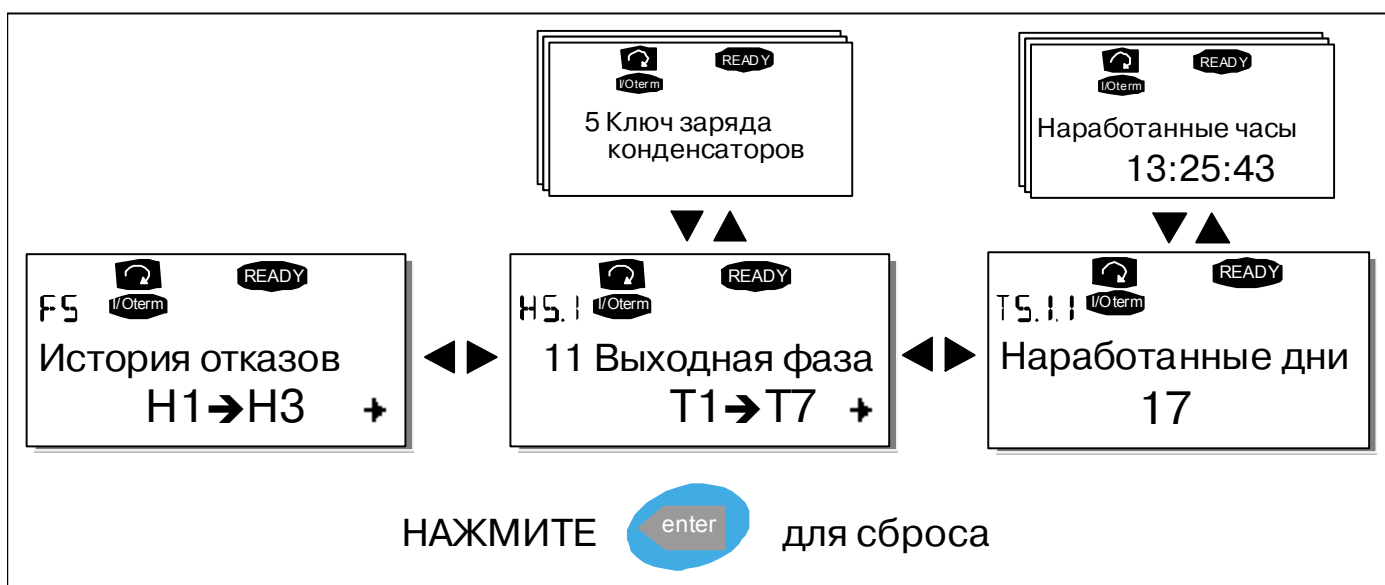 READY
I/Oterm
5 Ключ заряда
конденсаторов
READY
I/Oterm
Наработанные часы
13:25:43
READY
F5 I/Oterm
История отказов
H1➔H3
READY
H5.1 I/Oterm
11 Выходная фаза
T1➔T7
READY
T5.1.1 I/Oterm
Наработанные дни
17
НАЖМИТЕ enter для сброса